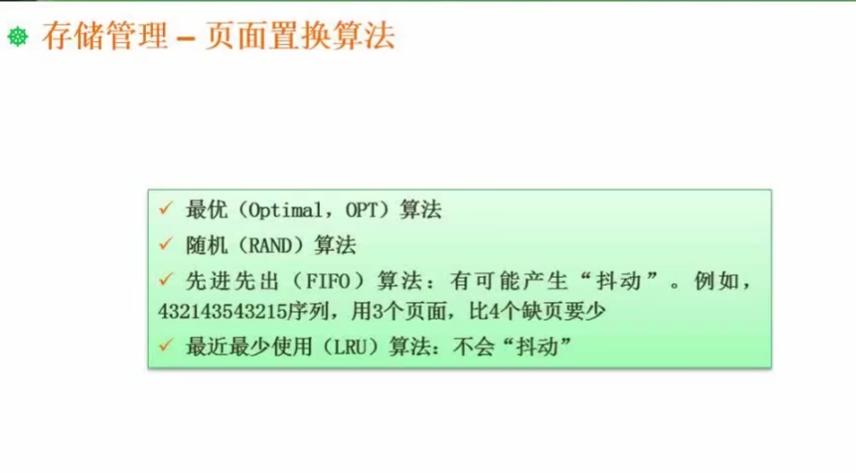 存储管理 – 页面置换算法
✓ 最优（Optimal，OPT）算法
✓ 随机（RAND）算法
✓ 先进先出（FIFO）算法：有可能产生“抖动”。例如，
432143543215序列，用3个页面，比4个缺页要少
✓ 最近最少使用（LRU）算法：不会“抖动”